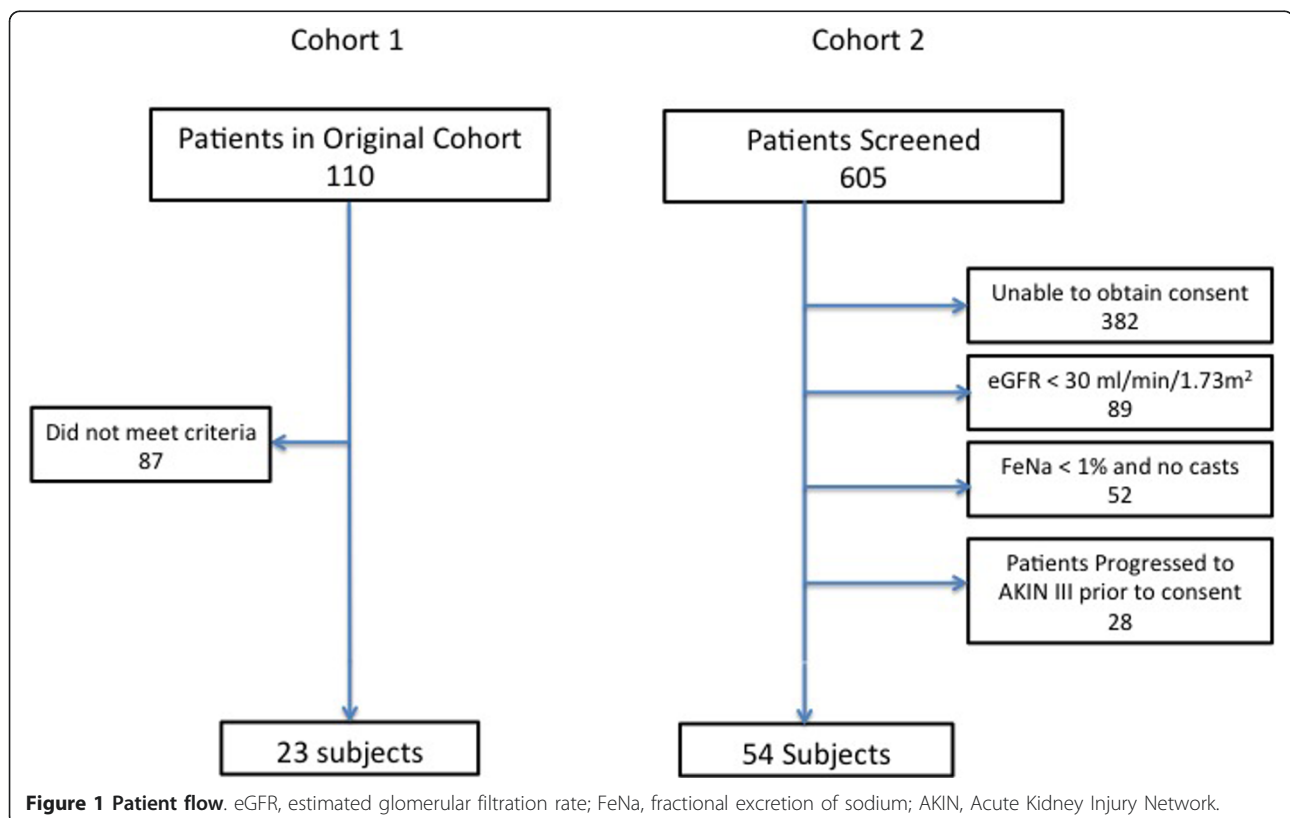 Cohort 1
Patients in Original Cohort
110
Did not meet criteria
87
23 subjects
Cohort 2
Patients Screened
605
Unable to obtain consent
382
eGFR < 30 ml/min/1.73m²
89
FeNa < 1% and no casts
52
Patients Progressed to
AKIN III prior to consent
28
54 Subjects
Figure 1 Patient flow. eGFR, estimated glomerular filtration rate; FeNa, fractional excretion of sodium; AKIN, Acute Kidney Injury Network.